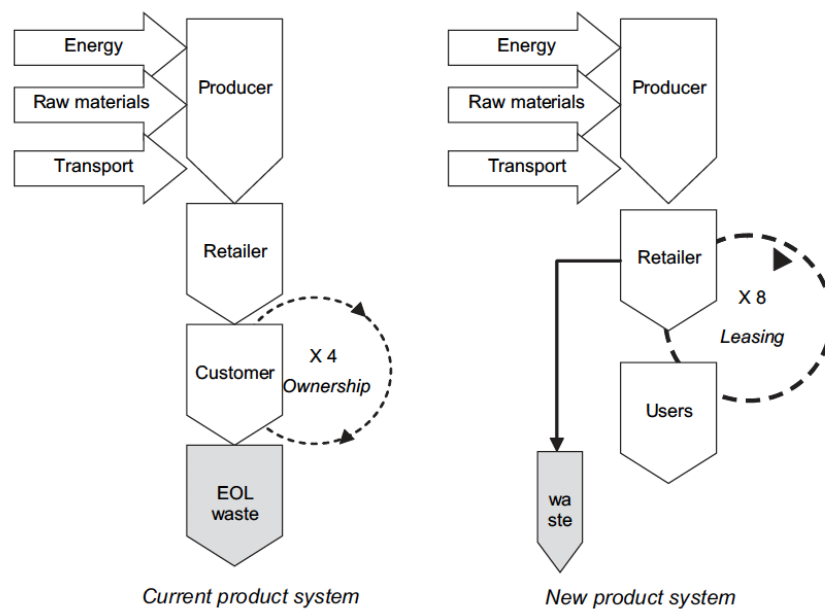 Energy
Raw materials
Transport
Producer
Retailer
Customer
X 4
Ownership
EOL
waste
Current product system
Energy
Raw materials
Transport
Producer
Retailer
X 8
Leasing
Users
wa
ste
New product system